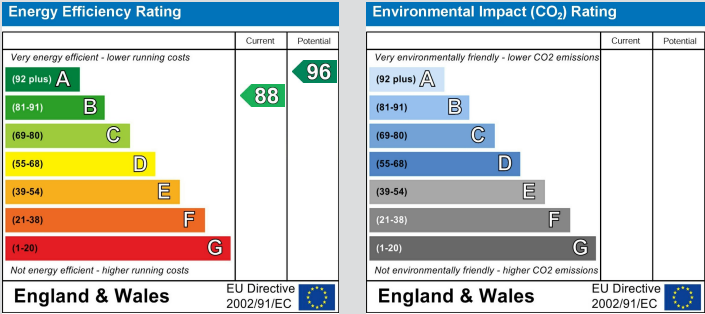 Energy Efficiency Rating
Current Potential
Very energy efficient - lower running costs
(92 plus) A
96
(81-91) B
88
(69-80) C
(55-68) D
(39-54) E
(21-38) F
(1-20) G
Not energy efficient - higher running costs
England & Wales
EU Directive
2002/91/EC
Environmental Impact (CO₂) Rating
Current Potential
Very environmentally friendly - lower CO2 emissions
(92 plus) A
(81-91) B
(69-80) C
(55-68) D
(39-54) E
(21-38) F
(1-20) G
Not environmentally friendly - higher CO2 emissions
England & Wales
EU Directive
2002/91/EC